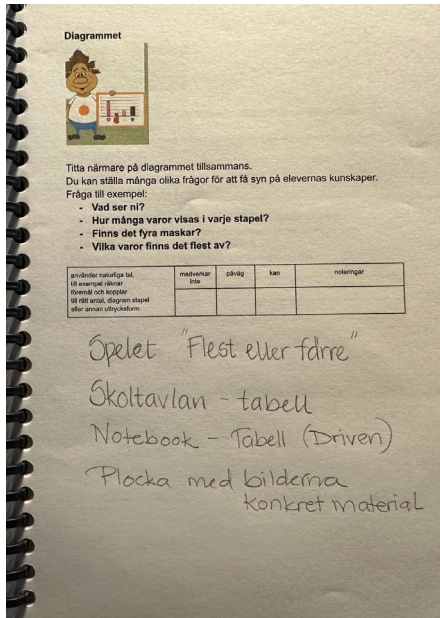 Diagrammet
Titta närmare på diagrammet tillsammans.
Du kan ställa många olika frågor för att få syn på elevernas kunskaper.
Fråga till exempel:
- Vad ser ni?
- Hur många varor visas i varje stapel?
- Finns det fyra maskar?
- Vilka varor finns det flest av?
använder naturliga tal,
till exempel räknar
föremål och kopplar
till rätt antal, diagram stapel
eller annan uttrycksform
medverkar
inte
påväg
kan
noteringar
Spelet "Flest eller färre"
Skoltavlan - tabell
Notebook - Tabell (Driven)
Plocka med bilderna
konkret material